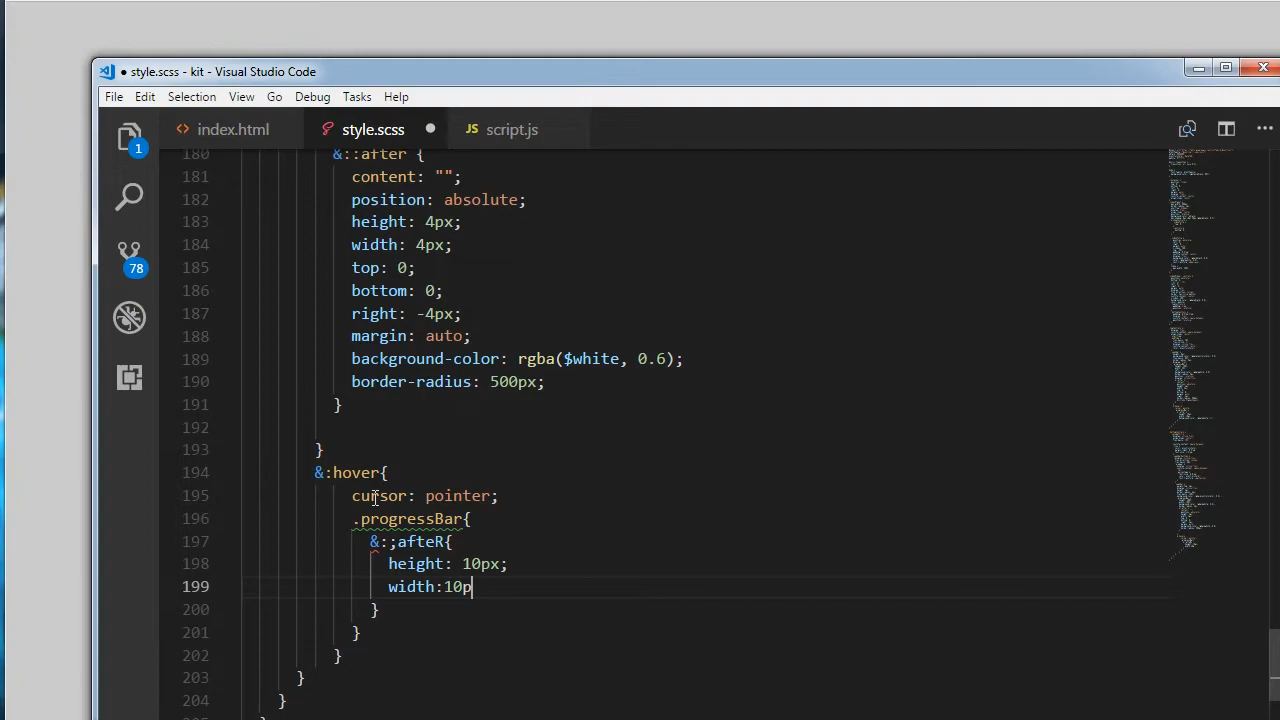 ● style.scss - kit - Visual Studio Code
File Edit Selection View Go Debug Tasks Help
index.html style.scss JS script.js
1
78
180 &::after {
181 content: "";
182 position: absolute;
183 height: 4px;
184 width: 4px;
185 top: 0;
186 bottom: 0;
187 right: -4px;
188 margin: auto;
189 background-color: rgba($white, 0.6);
190 border-radius: 500px;
191 }
192
193 }
194 &:hover{
195 cursor: pointer;
196 .progressBar{
197 &:;afteR{
198 height: 10px;
199 width:10p
200 }
201 }
202 }
203 }
204 }